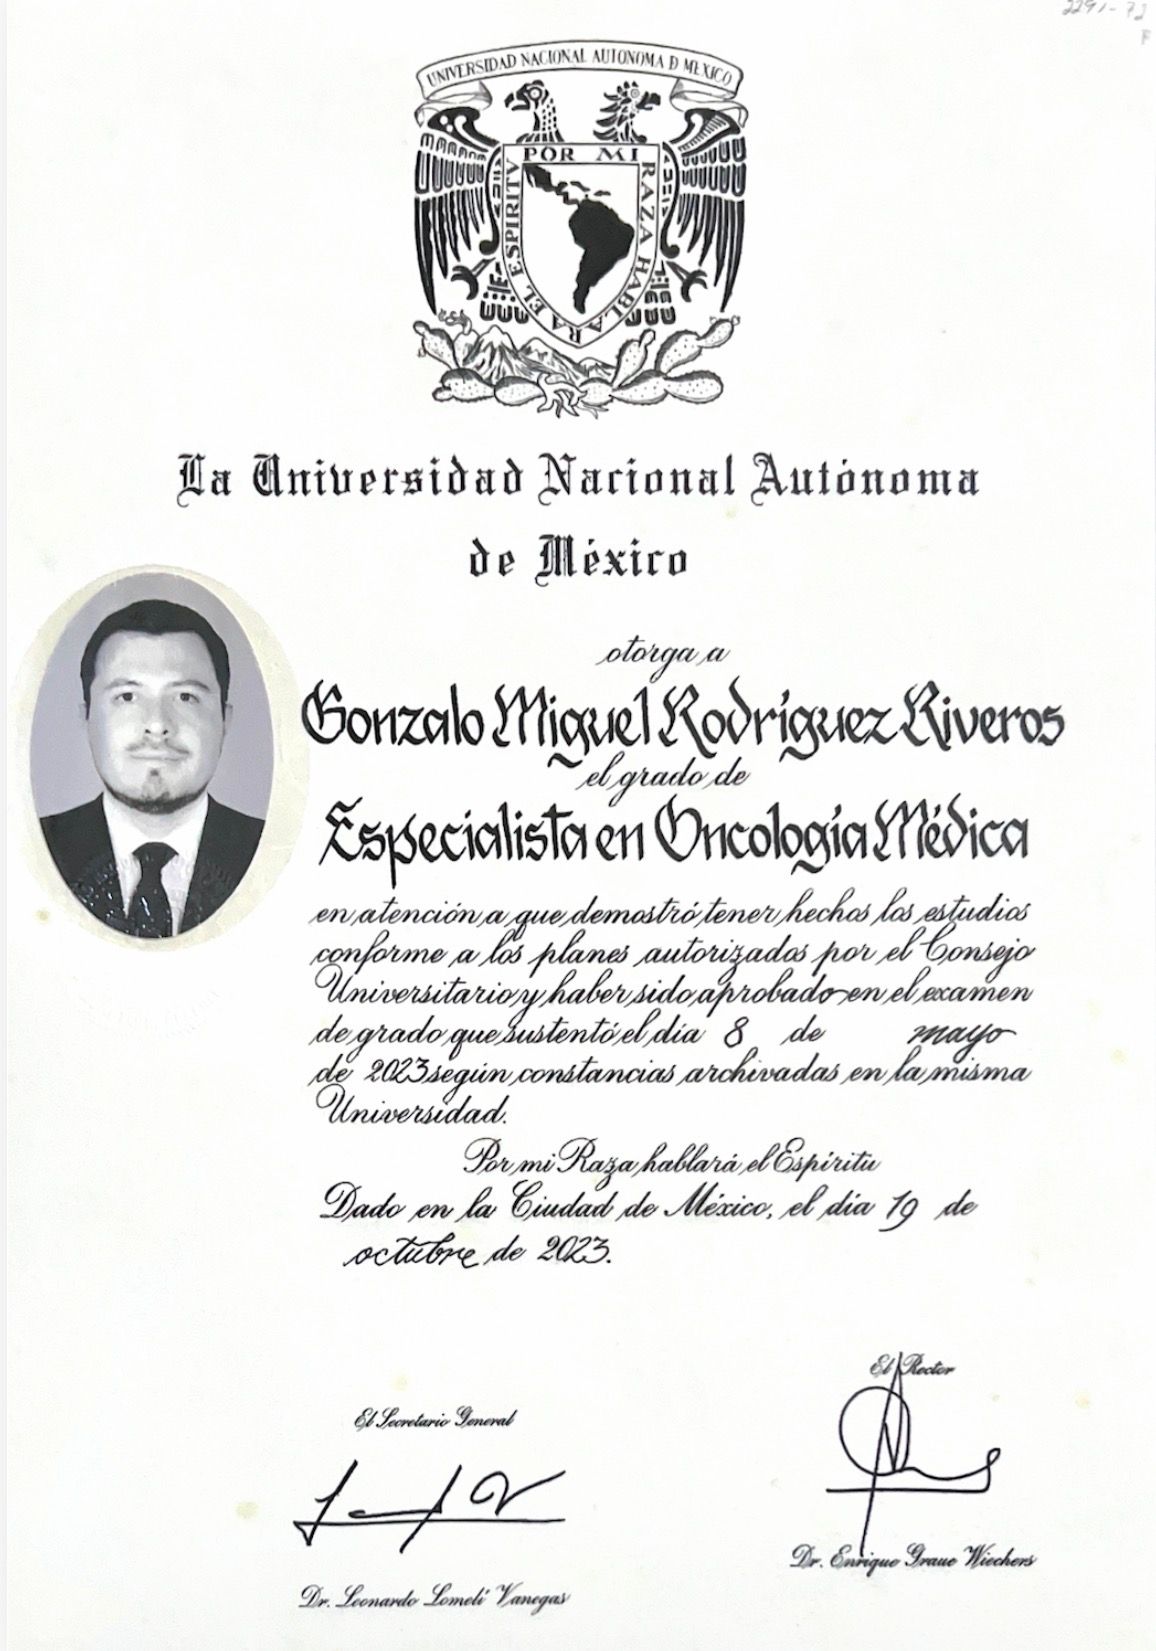 2291-72
F
UNIVERSIDAD NACIONAL AUTONOMA D MEXICO
POR MI RAZA HABLARA EL ESPIRITV
La Universidad Nacional Autónoma
de México
otorga a
Gonzalo Miguel Rodríguez Riveros
el grado de
Especialista en Oncología Médica
en atención a que demostró tener hechos los estudios
conforme a los planes autorizados por el Consejo
Universitario y haber sido aprobado en el examen
de grado que sustentó el día 8 de mayo
de 2023 según constancias archivadas en la misma
Universidad.
Por mi Raza hablará el Espíritu
Dado en la Ciudad de México, el día 19 de
octubre de 2023.
El Rector
El Secretario General
Dr. Enrique Graue Wiechers
Dr. Leonardo Lomelí Vanegas